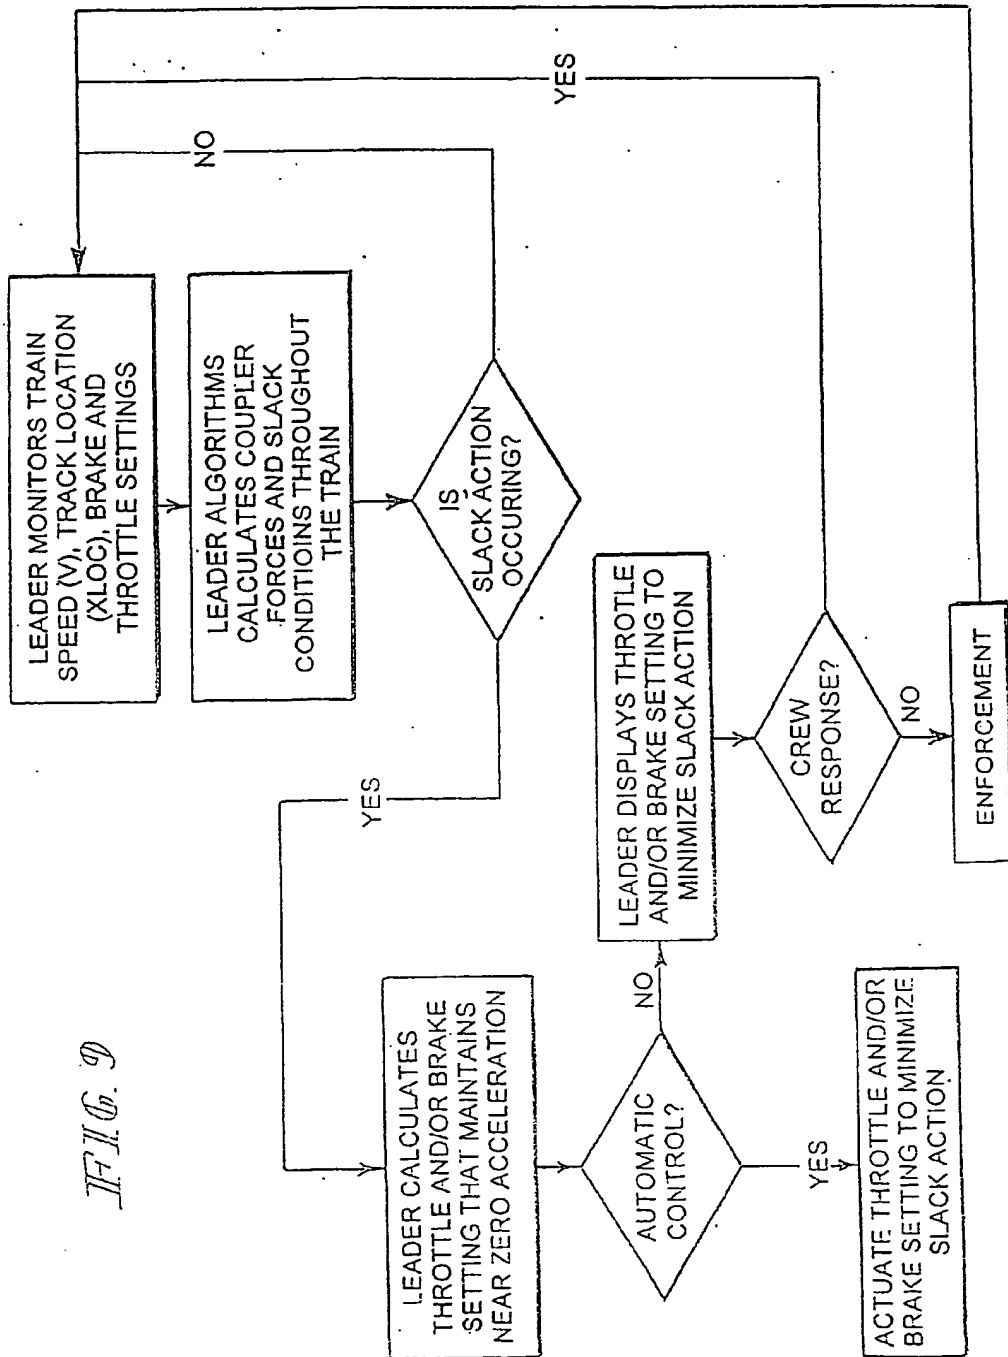 LEADER MONITORS TRAIN
SPEED (V), TRACK LOCATION
(XLOC), BRAKE AND
THROTTLE SETTINGS
LEADER ALGORITHMS
CALCULATES COUPLER
FORCES AND SLACK
CONDITIOINS THROUGHOUT
THE TRAIN
IS
SLACK ACTION
OCCURING?
NO
YES
LEADER CALCULATES
THROTTLE AND/OR BRAKE
SETTING THAT MAINTAINS
NEAR ZERO ACCELERATION
AUTOMATIC
CONTROL?
NO
YES
ACTUATE THROTTLE AND/OR
BRAKE SETTING TO MINIMIZE
SLACK ACTION
LEADER DISPLAYS THROTTLE
AND/OR BRAKE SETTING TO
MINIMIZE SLACK ACTION
CREW
RESPONSE?
YES
NO
ENFORCEMENT
FIG. 9